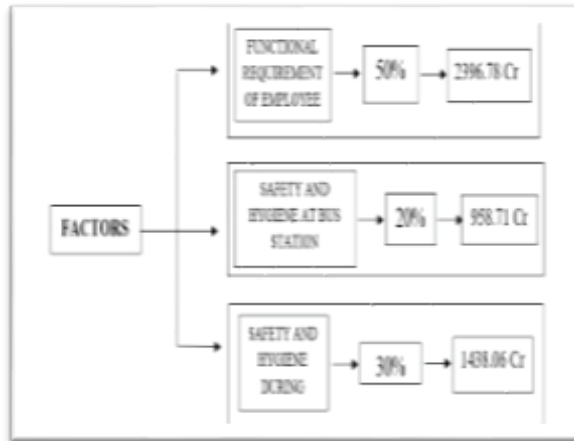 FUNCTIONAL
REQUIREMENT
OF EMPLOYEE
50%
2396.78 Cr
FACTORS
SAFETY AND
HYGIENE AT BUS
STATION
20%
958.71 Cr
SAFETY AND
HYGIENE
DURING
30%
1438.06 Cr